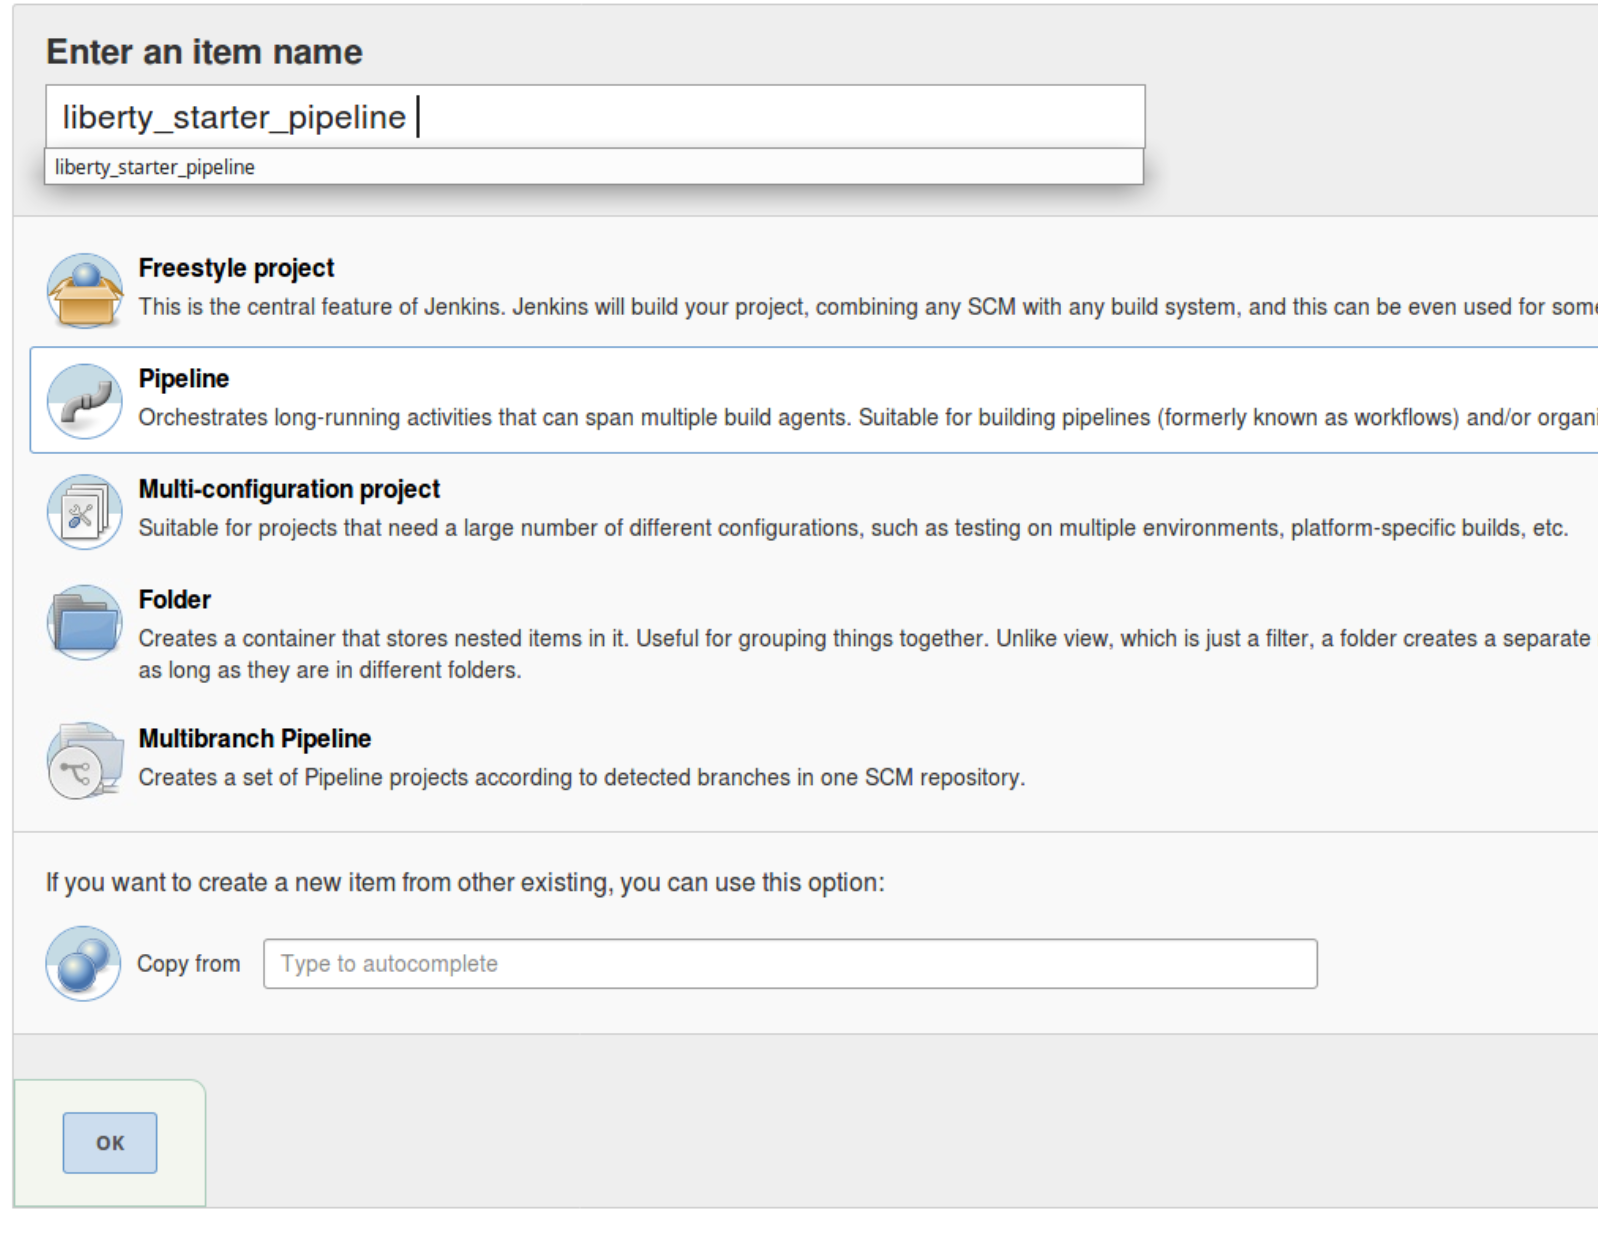 Enter an item name
liberty_starter_pipeline
liberty_starter_pipeline
Freestyle project
This is the central feature of Jenkins. Jenkins will build your project, combining any SCM with any build system, and this can be even used for some
Pipeline
Orchestrates long-running activities that can span multiple build agents. Suitable for building pipelines (formerly known as workflows) and/or organi
Multi-configuration project
Suitable for projects that need a large number of different configurations, such as testing on multiple environments, platform-specific builds, etc.
Folder
Creates a container that stores nested items in it. Useful for grouping things together. Unlike view, which is just a filter, a folder creates a separate
as long as they are in different folders.
Multibranch Pipeline
Creates a set of Pipeline projects according to detected branches in one SCM repository.
If you want to create a new item from other existing, you can use this option:
Copy from Type to autocomplete
OK